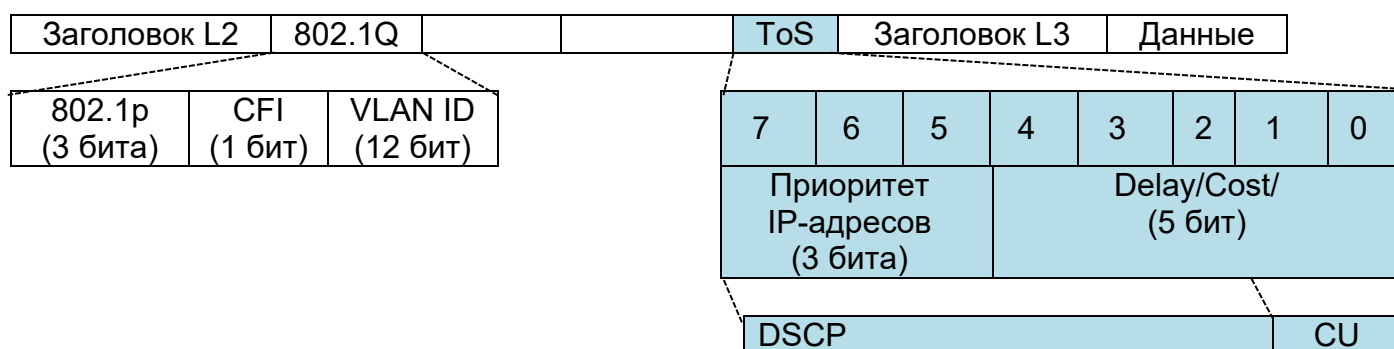 Заголовок L2 802.1Q ToS Заголовок L3 Данные
802.1p CFI VLAN ID
(3 бита) (1 бит) (12 бит)
7 6 5 4 3 2 1 0
Приоритет Delay/Cost/
IP-адресов (5 бит)
(3 бита)
DSCP CU